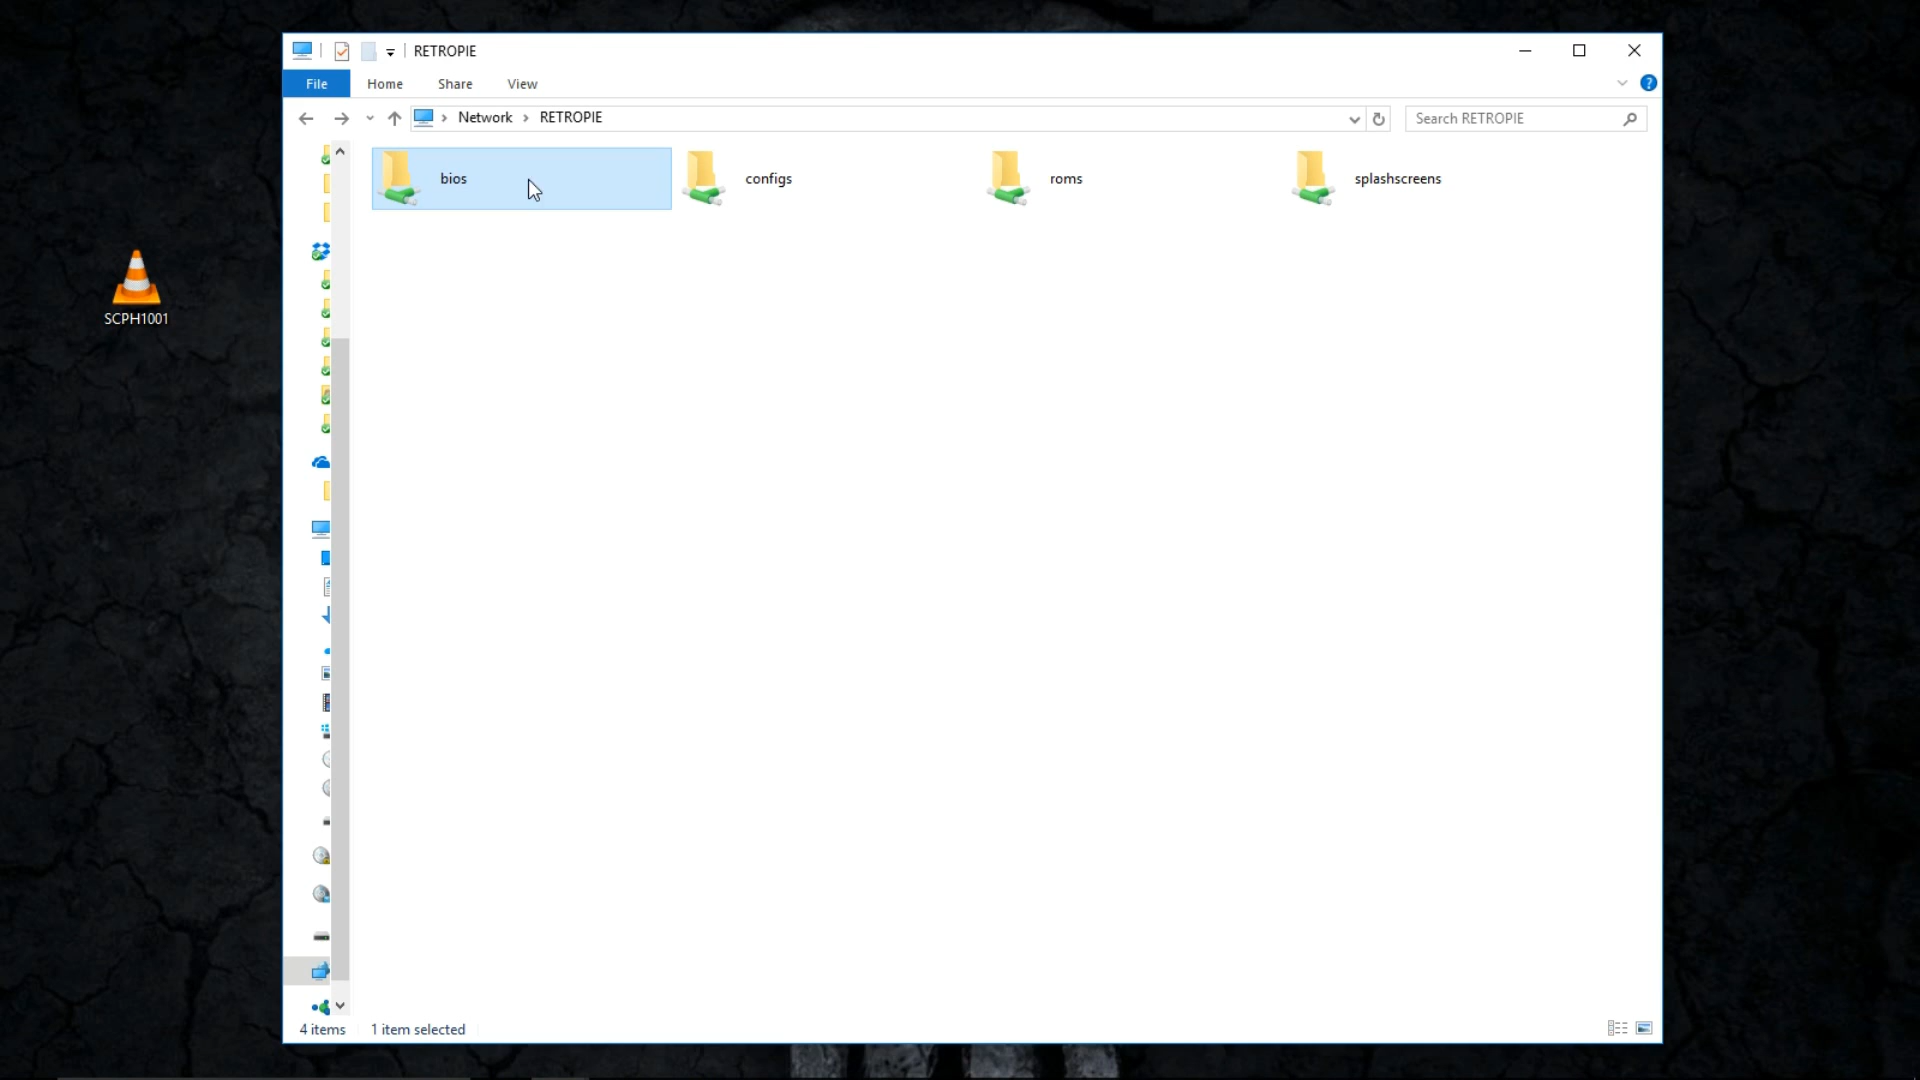 RETROPIE
File
Home
Share
View
Network
RETROPIE
Search RETROPIE
bios
configs
roms
splashscreens
SCPH1001
4 items
1 item selected